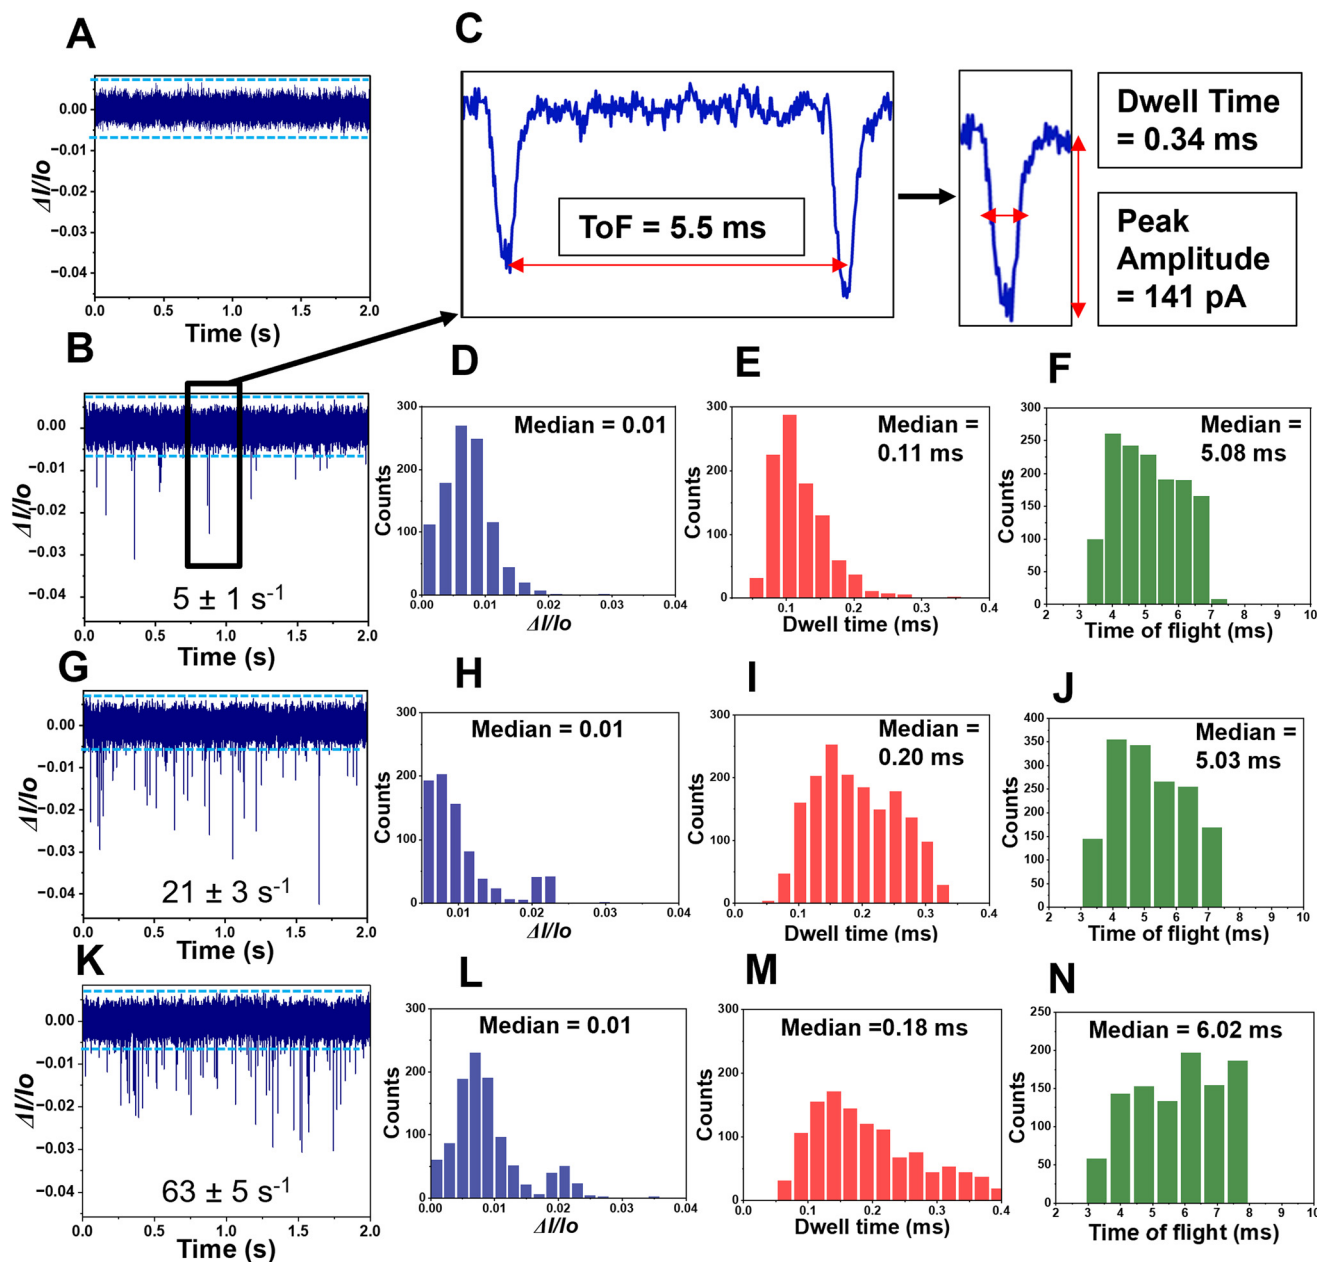 A
0.00
−0.01
−0.02
−0.03
−0.04
ΔI/Io
0.0
0.5
1.0
1.5
2.0
Time (s)
C
ToF = 5.5 ms
Dwell Time
= 0.34 ms
Peak
Amplitude
= 141 pA
B
0.00
−0.01
−0.02
−0.03
−0.04
ΔI/Io
5 ± 1 s-1
0.0
0.5
1.0
1.5
2.0
Time (s)
D
Median = 0.01
300
200
100
0
Counts
0.00
0.01
0.02
0.03
0.04
ΔI/Io
E
Median =
0.11 ms
300
200
100
0
Counts
0.1
0.2
0.3
0.4
Dwell time (ms)
F
Median =
5.08 ms
300
250
200
150
100
50
0
Counts
2
3
4
5
6
7
8
9
10
Time of flight (ms)
G
0.00
−0.01
−0.02
−0.03
−0.04
ΔI/Io
21 ± 3 s-1
0.0
0.5
1.0
1.5
2.0
Time (s)
H
Median = 0.01
300
200
100
0
Counts
0.01
0.02
0.03
0.04
ΔI/Io
I
Median =
0.20 ms
300
200
100
0
Counts
0.0
0.1
0.2
0.3
0.4
Dwell time (ms)
J
Median =
5.03 ms
400
350
300
250
200
150
100
50
0
Counts
2
3
4
5
6
7
8
9
10
Time of flight (ms)
K
0.00
−0.01
−0.02
−0.03
−0.04
ΔI/Io
63 ± 5 s-1
0.0
0.5
1.0
1.5
2.0
Time (s)
L
Median = 0.01
300
200
100
0
Counts
0.00
0.01
0.02
0.03
0.04
ΔI/Io
M
Median =0.18 ms
300
200
100
0
Counts
0.0
0.1
0.2
0.3
0.4
Dwell time (ms)
N
Median = 6.02 ms
250
200
150
100
50
0
Counts
2
3
4
5
6
7
8
9
10
Time of flight (ms)